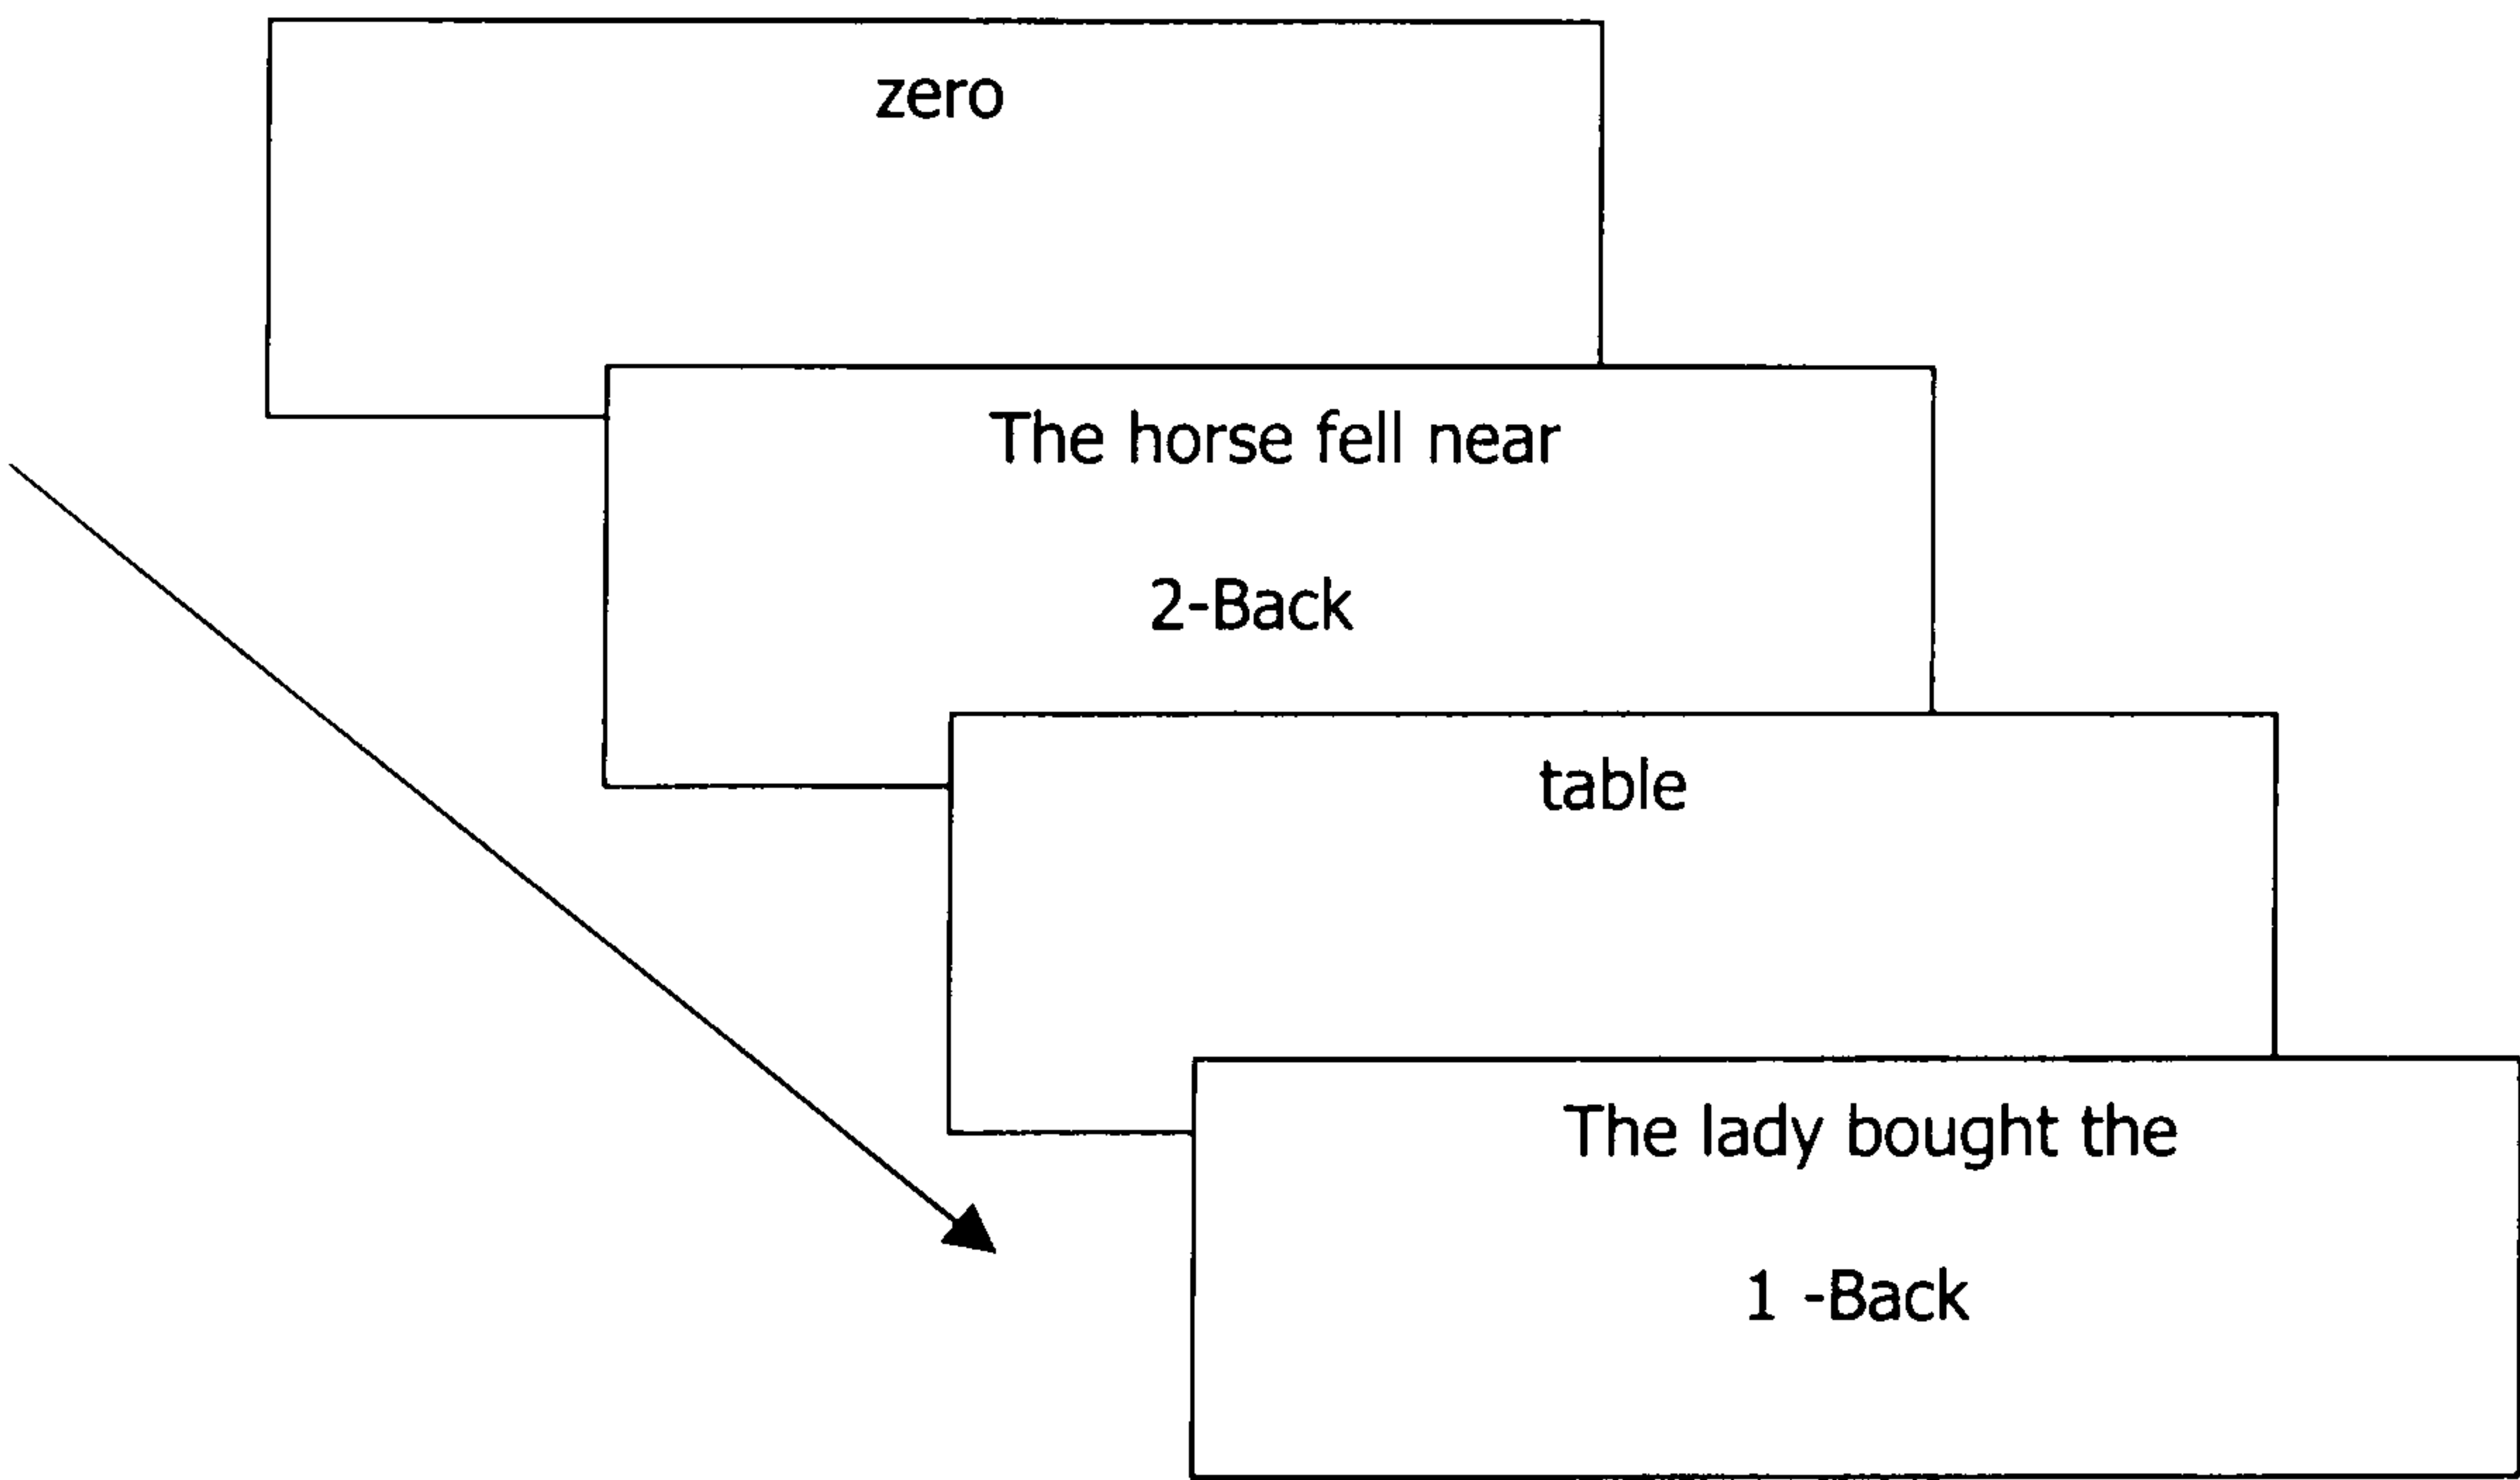 zero
The horse fell near
2-Back
table
The lady bought the
1 -Back